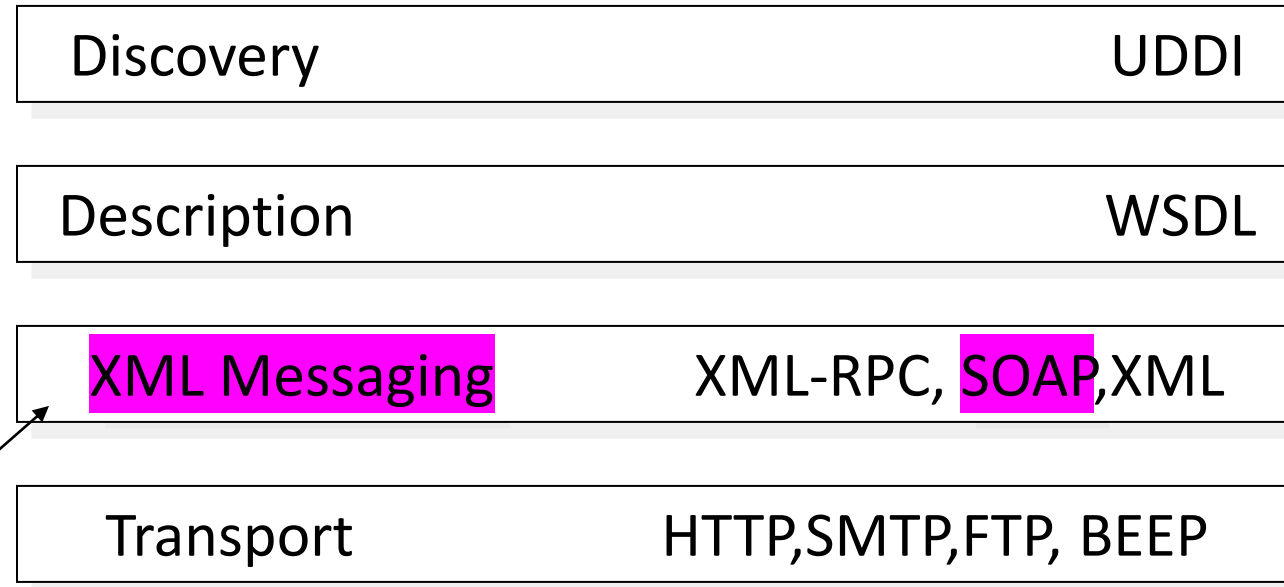 Discovery UDDI
Description WSDL
XML Messaging XML-RPC, SOAP,XML
Transport HTTP,SMTP,FTP, BEEP